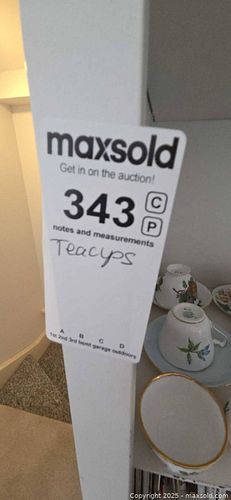 maxsold
Get in on the auction!
343 C
P
notes and measurements
Teacups
A B C D
1st 2nd 3rd bsmt garage outdoors
Copyright 2025 - maxsold.com